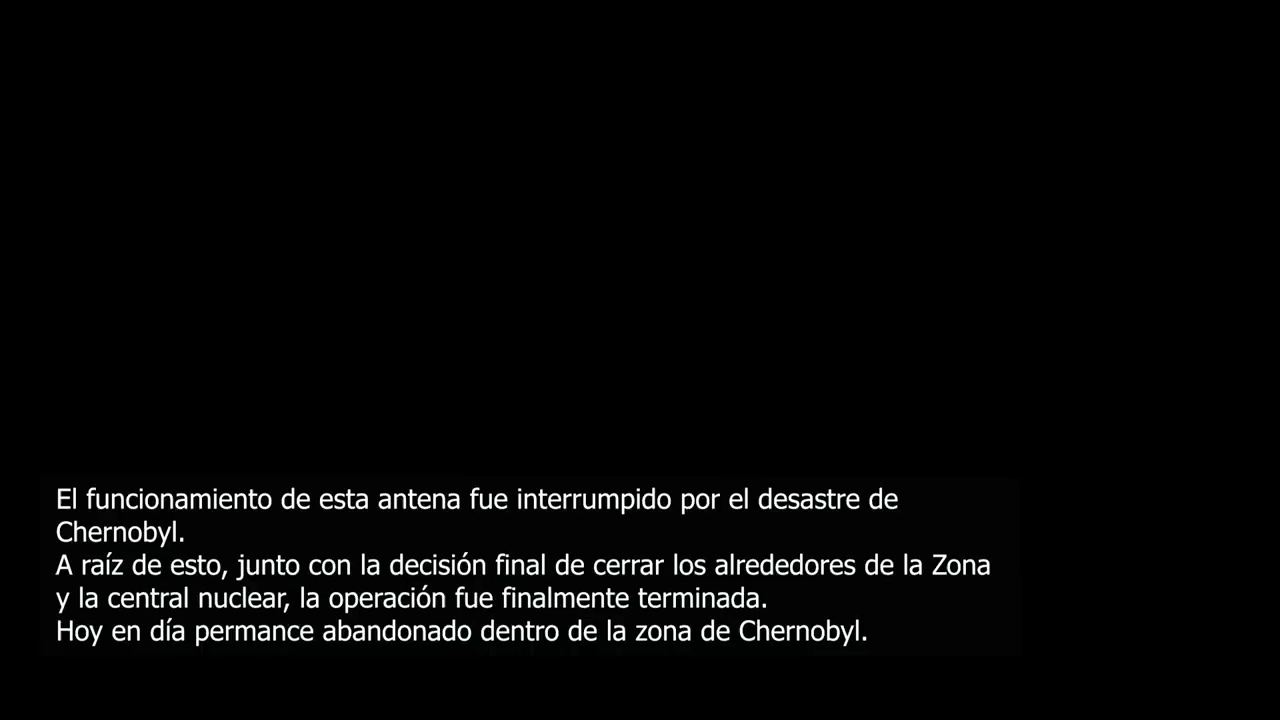 El funcionamiento de esta antena fue interrumpido por el desastre de
Chernobyl.
A raíz de esto, junto con la decisión final de cerrar los alrededores de la Zona
y la central nuclear, la operación fue finalmente terminada.
Hoy en día permance abandonado dentro de la zona de Chernobyl.